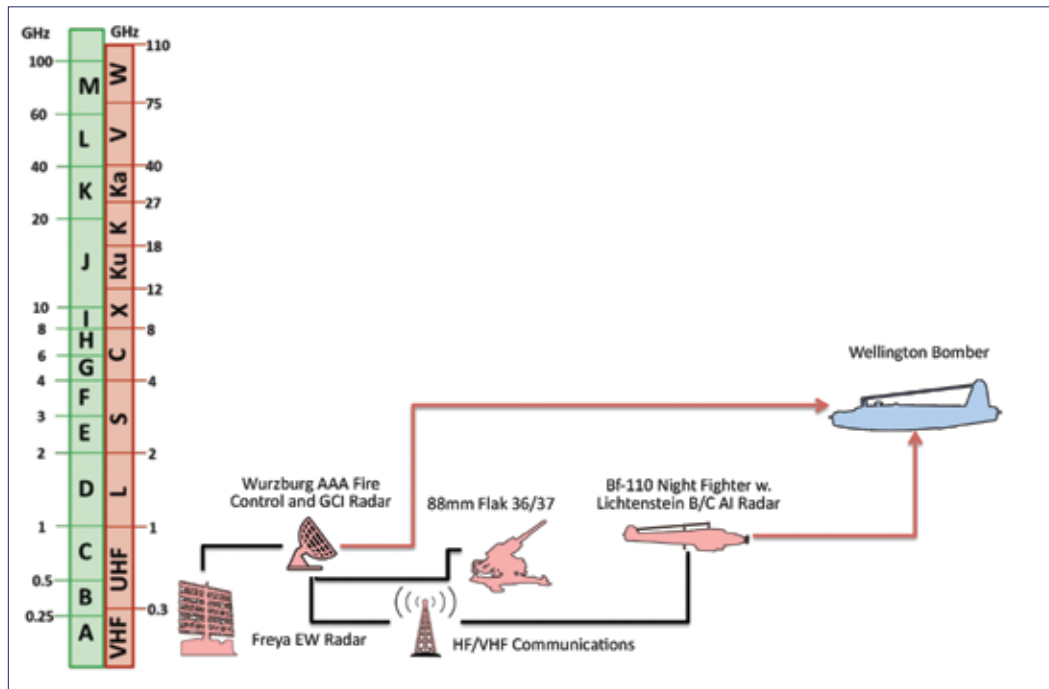 GHz
GHz
100
60
40
20
10
8
6
4
3
2
1
0.5
0.25
M
L
K
J
I
H
G
F
E
D
C
B
A
W
V
Ka
K
Ku
X
C
S
L
UHF
VHF
110
75
40
27
18
12
8
4
2
1
0.3
Wellington Bomber
Wurzburg AAA Fire
Control and GCI Radar
88mm Flak 36/37
Bf-110 Night Fighter w.
Lichtenstein B/C AI Radar
Freya EW Radar
HF/VHF Communications